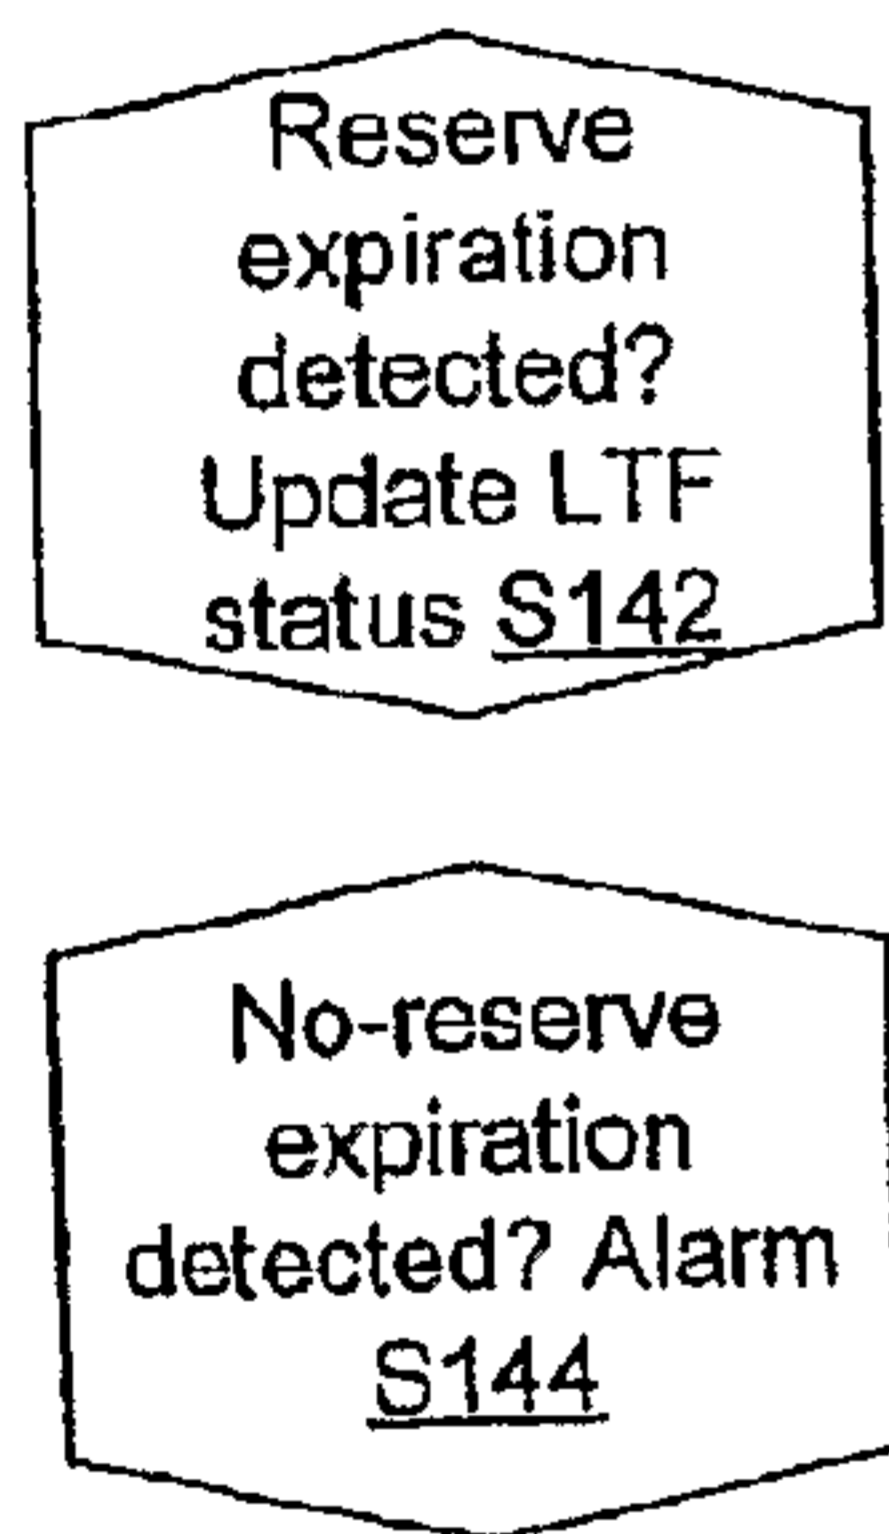 Reserve
expiration
detected?
Update LTF
status S142
No-reserve
expiration
detected? Alarm
S144